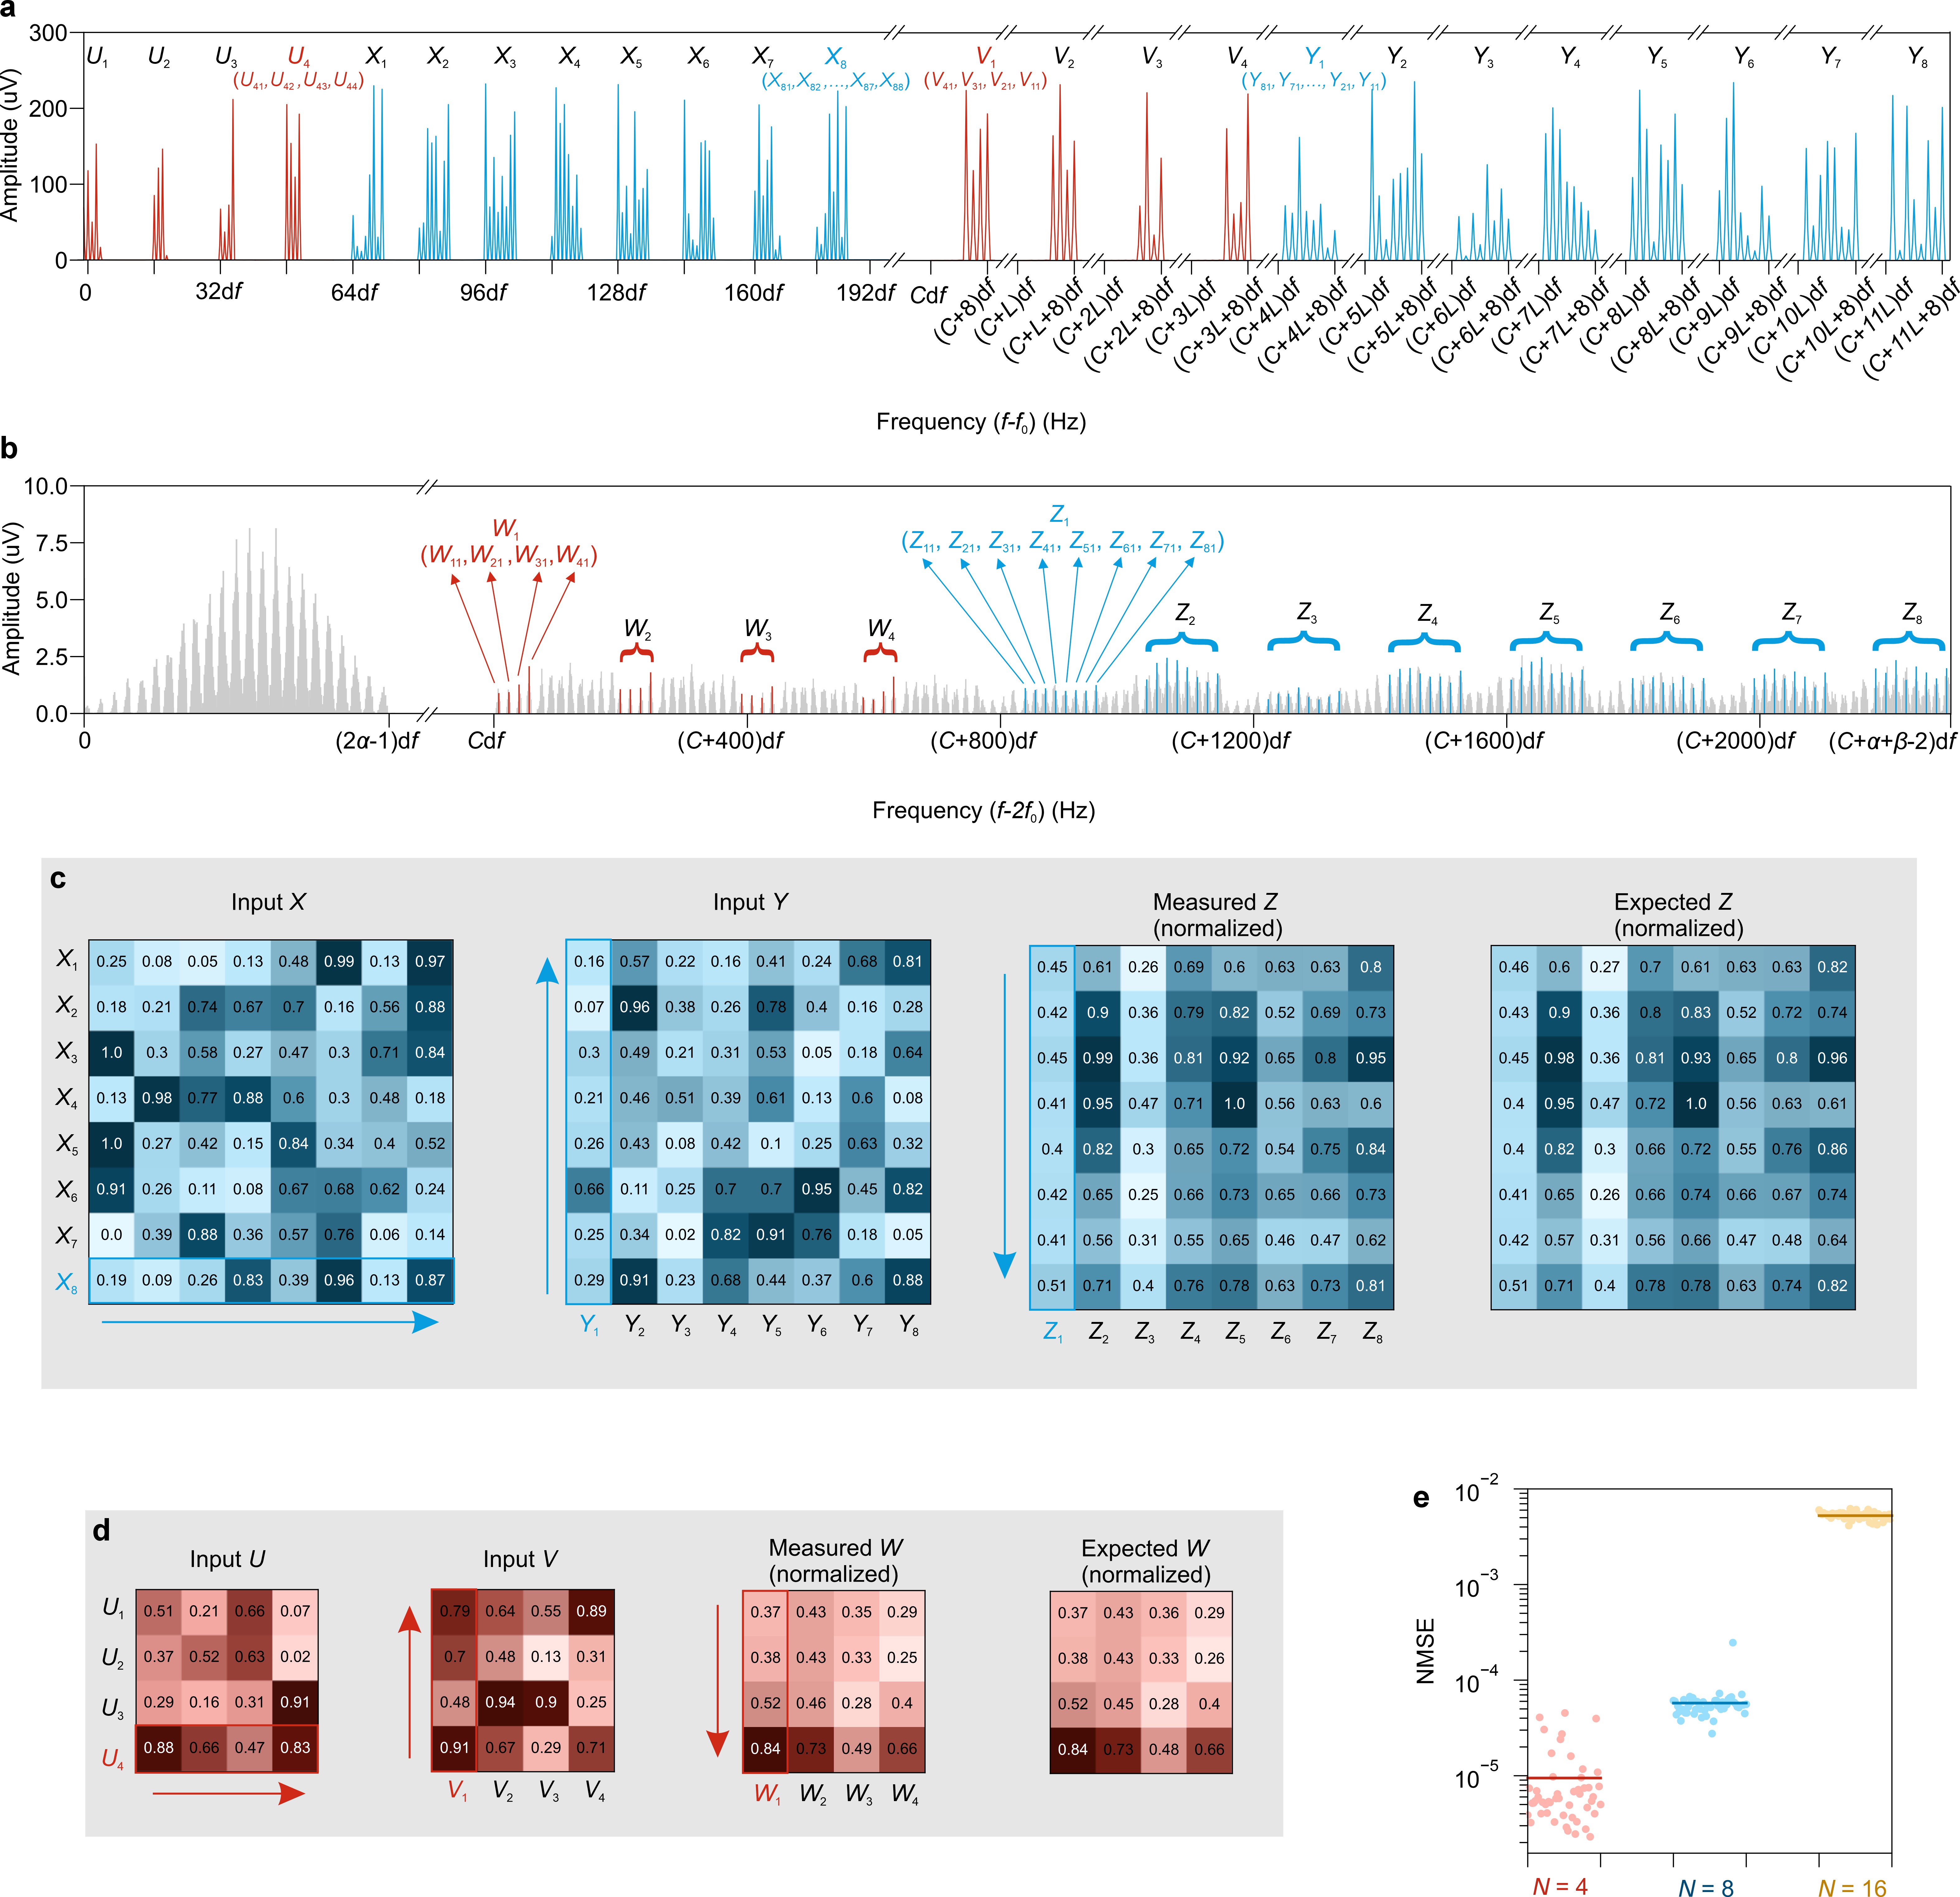 a
300
200
100
0
Amplitude (uV)
U1 U2 U3 U4 X1 X2 X3 X4 X5 X6 X7 X8 V1 V2 V3 V4 Y1 Y2 Y3 Y4 Y5 Y6 Y7 Y8
(U41,U42,U43,U44) (X81,X82,...,X87,X88) (V41,V31,V21,V11) (Y81,Y71,...,Y21,Y11)
0 32df 64df 96df 128df 160df 192df Cdf (C+8)df (C+L)df (C+L+8)df (C+2L)df (C+2L+8)df (C+3L)df (C+3L+8)df (C+4L)df (C+4L+8)df (C+5L)df (C+5L+8)df (C+6L)df (C+6L+8)df (C+7L)df (C+7L+8)df (C+8L)df (C+8L+8)df (C+9L)df (C+9L+8)df (C+10L)df (C+10L+8)df (C+11L)df (C+11L+8)df
Frequency (f-f0) (Hz)
b
10.0
7.5
5.0
2.5
0.0
Amplitude (uV)
W1
(W11,W21,W31,W41)
W2 W3 W4
Z1
(Z11, Z21, Z31, Z41, Z51, Z61, Z71, Z81)
Z2 Z3 Z4 Z5 Z6 Z7 Z8
0 (2α-1)df Cdf (C+400)df (C+800)df (C+1200)df (C+1600)df (C+2000)df (C+α+β-2)df
Frequency (f-2f0) (Hz)
c
Input X
X1 0.25 0.08 0.05 0.13 0.48 0.99 0.13 0.97
X2 0.18 0.21 0.74 0.67 0.7 0.16 0.56 0.88
X3 1.0 0.3 0.58 0.27 0.47 0.3 0.71 0.84
X4 0.13 0.98 0.77 0.88 0.6 0.3 0.48 0.18
X5 1.0 0.27 0.42 0.15 0.84 0.34 0.4 0.52
X6 0.91 0.26 0.11 0.08 0.67 0.68 0.62 0.24
X7 0.0 0.39 0.88 0.36 0.57 0.76 0.06 0.14
X8 0.19 0.09 0.26 0.83 0.39 0.96 0.13 0.87
Input Y
0.16 0.57 0.22 0.16 0.41 0.24 0.68 0.81
0.07 0.96 0.38 0.26 0.78 0.4 0.16 0.28
0.3 0.49 0.21 0.31 0.53 0.05 0.18 0.64
0.21 0.46 0.51 0.39 0.61 0.13 0.6 0.08
0.26 0.43 0.08 0.42 0.1 0.25 0.63 0.32
0.66 0.11 0.25 0.7 0.7 0.95 0.45 0.82
0.25 0.34 0.02 0.82 0.91 0.76 0.18 0.05
0.29 0.91 0.23 0.68 0.44 0.37 0.6 0.88
Y1 Y2 Y3 Y4 Y5 Y6 Y7 Y8
Measured Z
(normalized)
0.45 0.61 0.26 0.69 0.6 0.63 0.63 0.8
0.42 0.9 0.36 0.79 0.82 0.52 0.69 0.73
0.45 0.99 0.36 0.81 0.92 0.65 0.8 0.95
0.41 0.95 0.47 0.71 1.0 0.56 0.63 0.6
0.4 0.82 0.3 0.65 0.72 0.54 0.75 0.84
0.42 0.65 0.25 0.66 0.73 0.65 0.66 0.73
0.41 0.56 0.31 0.55 0.65 0.46 0.47 0.62
0.51 0.71 0.4 0.76 0.78 0.63 0.73 0.81
Z1 Z2 Z3 Z4 Z5 Z6 Z7 Z8
Expected Z
(normalized)
0.46 0.6 0.27 0.7 0.61 0.63 0.63 0.82
0.43 0.9 0.36 0.8 0.83 0.52 0.72 0.74
0.45 0.98 0.36 0.81 0.93 0.65 0.8 0.96
0.4 0.95 0.47 0.72 1.0 0.56 0.63 0.61
0.4 0.82 0.3 0.66 0.72 0.55 0.76 0.86
0.41 0.65 0.26 0.66 0.74 0.66 0.67 0.74
0.42 0.57 0.31 0.56 0.66 0.47 0.48 0.64
0.51 0.71 0.4 0.78 0.78 0.63 0.74 0.82
d
Input U
U1 0.51 0.21 0.66 0.07
U2 0.37 0.52 0.63 0.02
U3 0.29 0.16 0.31 0.91
U4 0.88 0.66 0.47 0.83
Input V
0.79 0.64 0.55 0.89
0.7 0.48 0.13 0.31
0.48 0.94 0.9 0.25
0.91 0.67 0.29 0.71
V1 V2 V3 V4
Measured W
(normalized)
0.37 0.43 0.35 0.29
0.38 0.43 0.33 0.25
0.52 0.46 0.28 0.4
0.84 0.73 0.49 0.66
W1 W2 W3 W4
Expected W
(normalized)
0.37 0.43 0.36 0.29
0.38 0.43 0.33 0.26
0.52 0.45 0.28 0.4
0.84 0.73 0.48 0.66
e
10−2
10−3
10−4
10−5
NMSE
N = 4 N = 8 N = 16